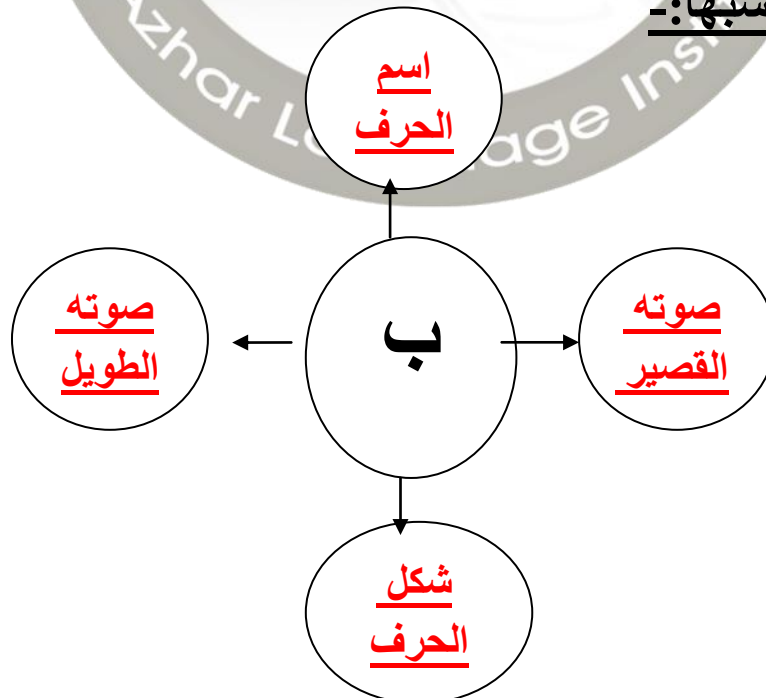 اسم
الحرف
ب
صوته
القصير
صوته
الطويل
شكل
الحرف